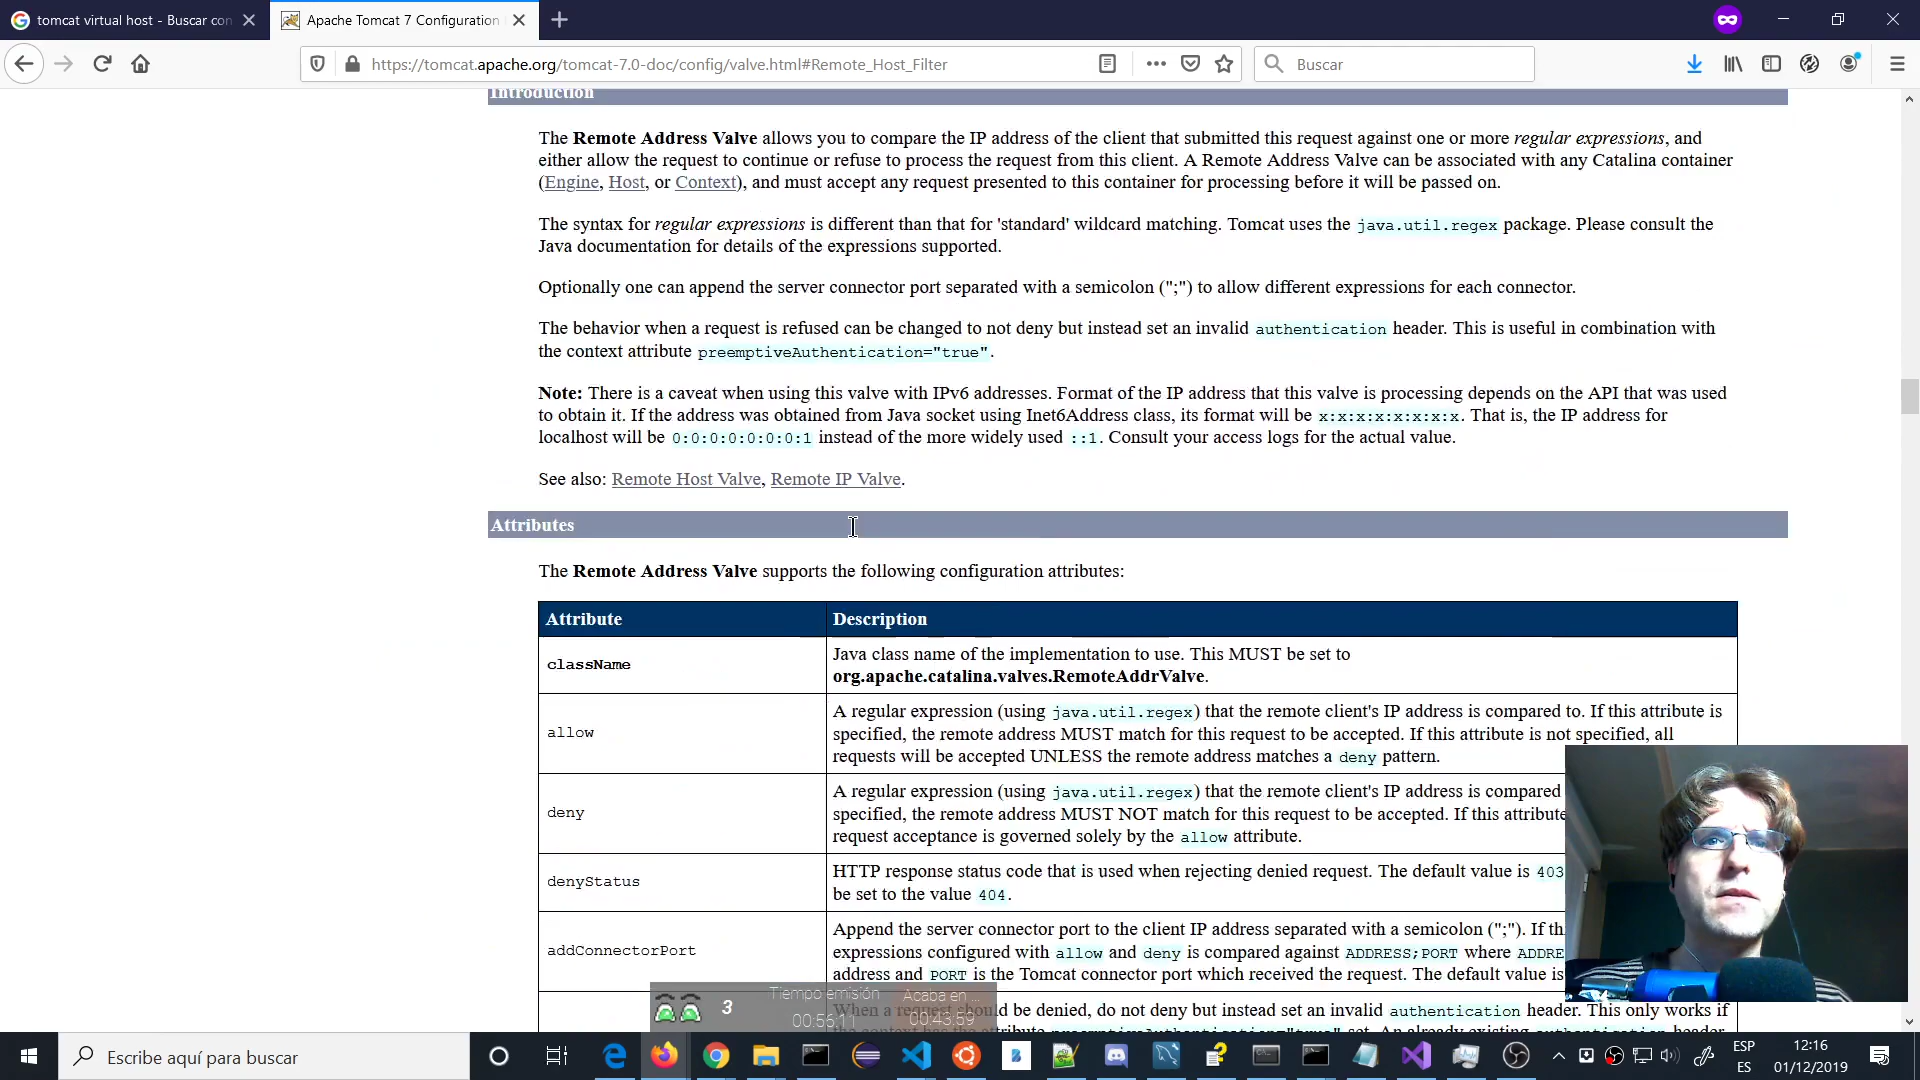 tomcat virtual host - Buscar con
Apache Tomcat 7 Configuration
https://tomcat.apache.org/tomcat-7.0-doc/config/valve.html#Remote_Host_Filter
Buscar
Introduction
The Remote Address Valve allows you to compare the IP address of the client that submitted this request against one or more regular expressions, and
either allow the request to continue or refuse to process the request from this client. A Remote Address Valve can be associated with any Catalina container
(Engine, Host, or Context), and must accept any request presented to this container for processing before it will be passed on.
The syntax for regular expressions is different than that for 'standard' wildcard matching. Tomcat uses the java.util.regex package. Please consult the
Java documentation for details of the expressions supported.
Optionally one can append the server connector port separated with a semicolon (";") to allow different expressions for each connector.
The behavior when a request is refused can be changed to not deny but instead set an invalid authentication header. This is useful in combination with
the context attribute preemptiveAuthentication="true".
Note: There is a caveat when using this valve with IPv6 addresses. Format of the IP address that this valve is processing depends on the API that was used
to obtain it. If the address was obtained from Java socket using Inet6Address class, its format will be x:x:x:x:x:x:x:x. That is, the IP address for
localhost will be 0:0:0:0:0:0:0:1 instead of the more widely used ::1. Consult your access logs for the actual value.
See also: Remote Host Valve, Remote IP Valve.
Attributes
The Remote Address Valve supports the following configuration attributes:
Attribute
Description
className
Java class name of the implementation to use. This MUST be set to
org.apache.catalina.valves.RemoteAddrValve.
allow
A regular expression (using java.util.regex) that the remote client's IP address is compared to. If this attribute is
specified, the remote address MUST match for this request to be accepted. If this attribute is not specified, all
requests will be accepted UNLESS the remote address matches a deny pattern.
deny
A regular expression (using java.util.regex) that the remote client's IP address is compared
specified, the remote address MUST NOT match for this request to be accepted. If this attribute
request acceptance is governed solely by the allow attribute.
denyStatus
HTTP response status code that is used when rejecting denied request. The default value is 403
be set to the value 404.
addConnectorPort
Append the server connector port to the client IP address separated with a semicolon (";"). If th
expressions configured with allow and deny is compared against ADDRESS;PORT where ADDRE
address and PORT is the Tomcat connector port which received the request. The default value is
When a request should be denied, do not deny but instead set an invalid authentication header. This only works if
3
Tiempo emisión
00:56:11
Acaba en ...
00:43:59
Escribe aquí para buscar
ESP
ES
12:16
01/12/2019